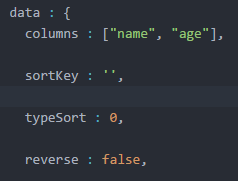 data : {
columns : ["name", "age"],
sortKey : '',
typeSort : 0,
reverse : false,